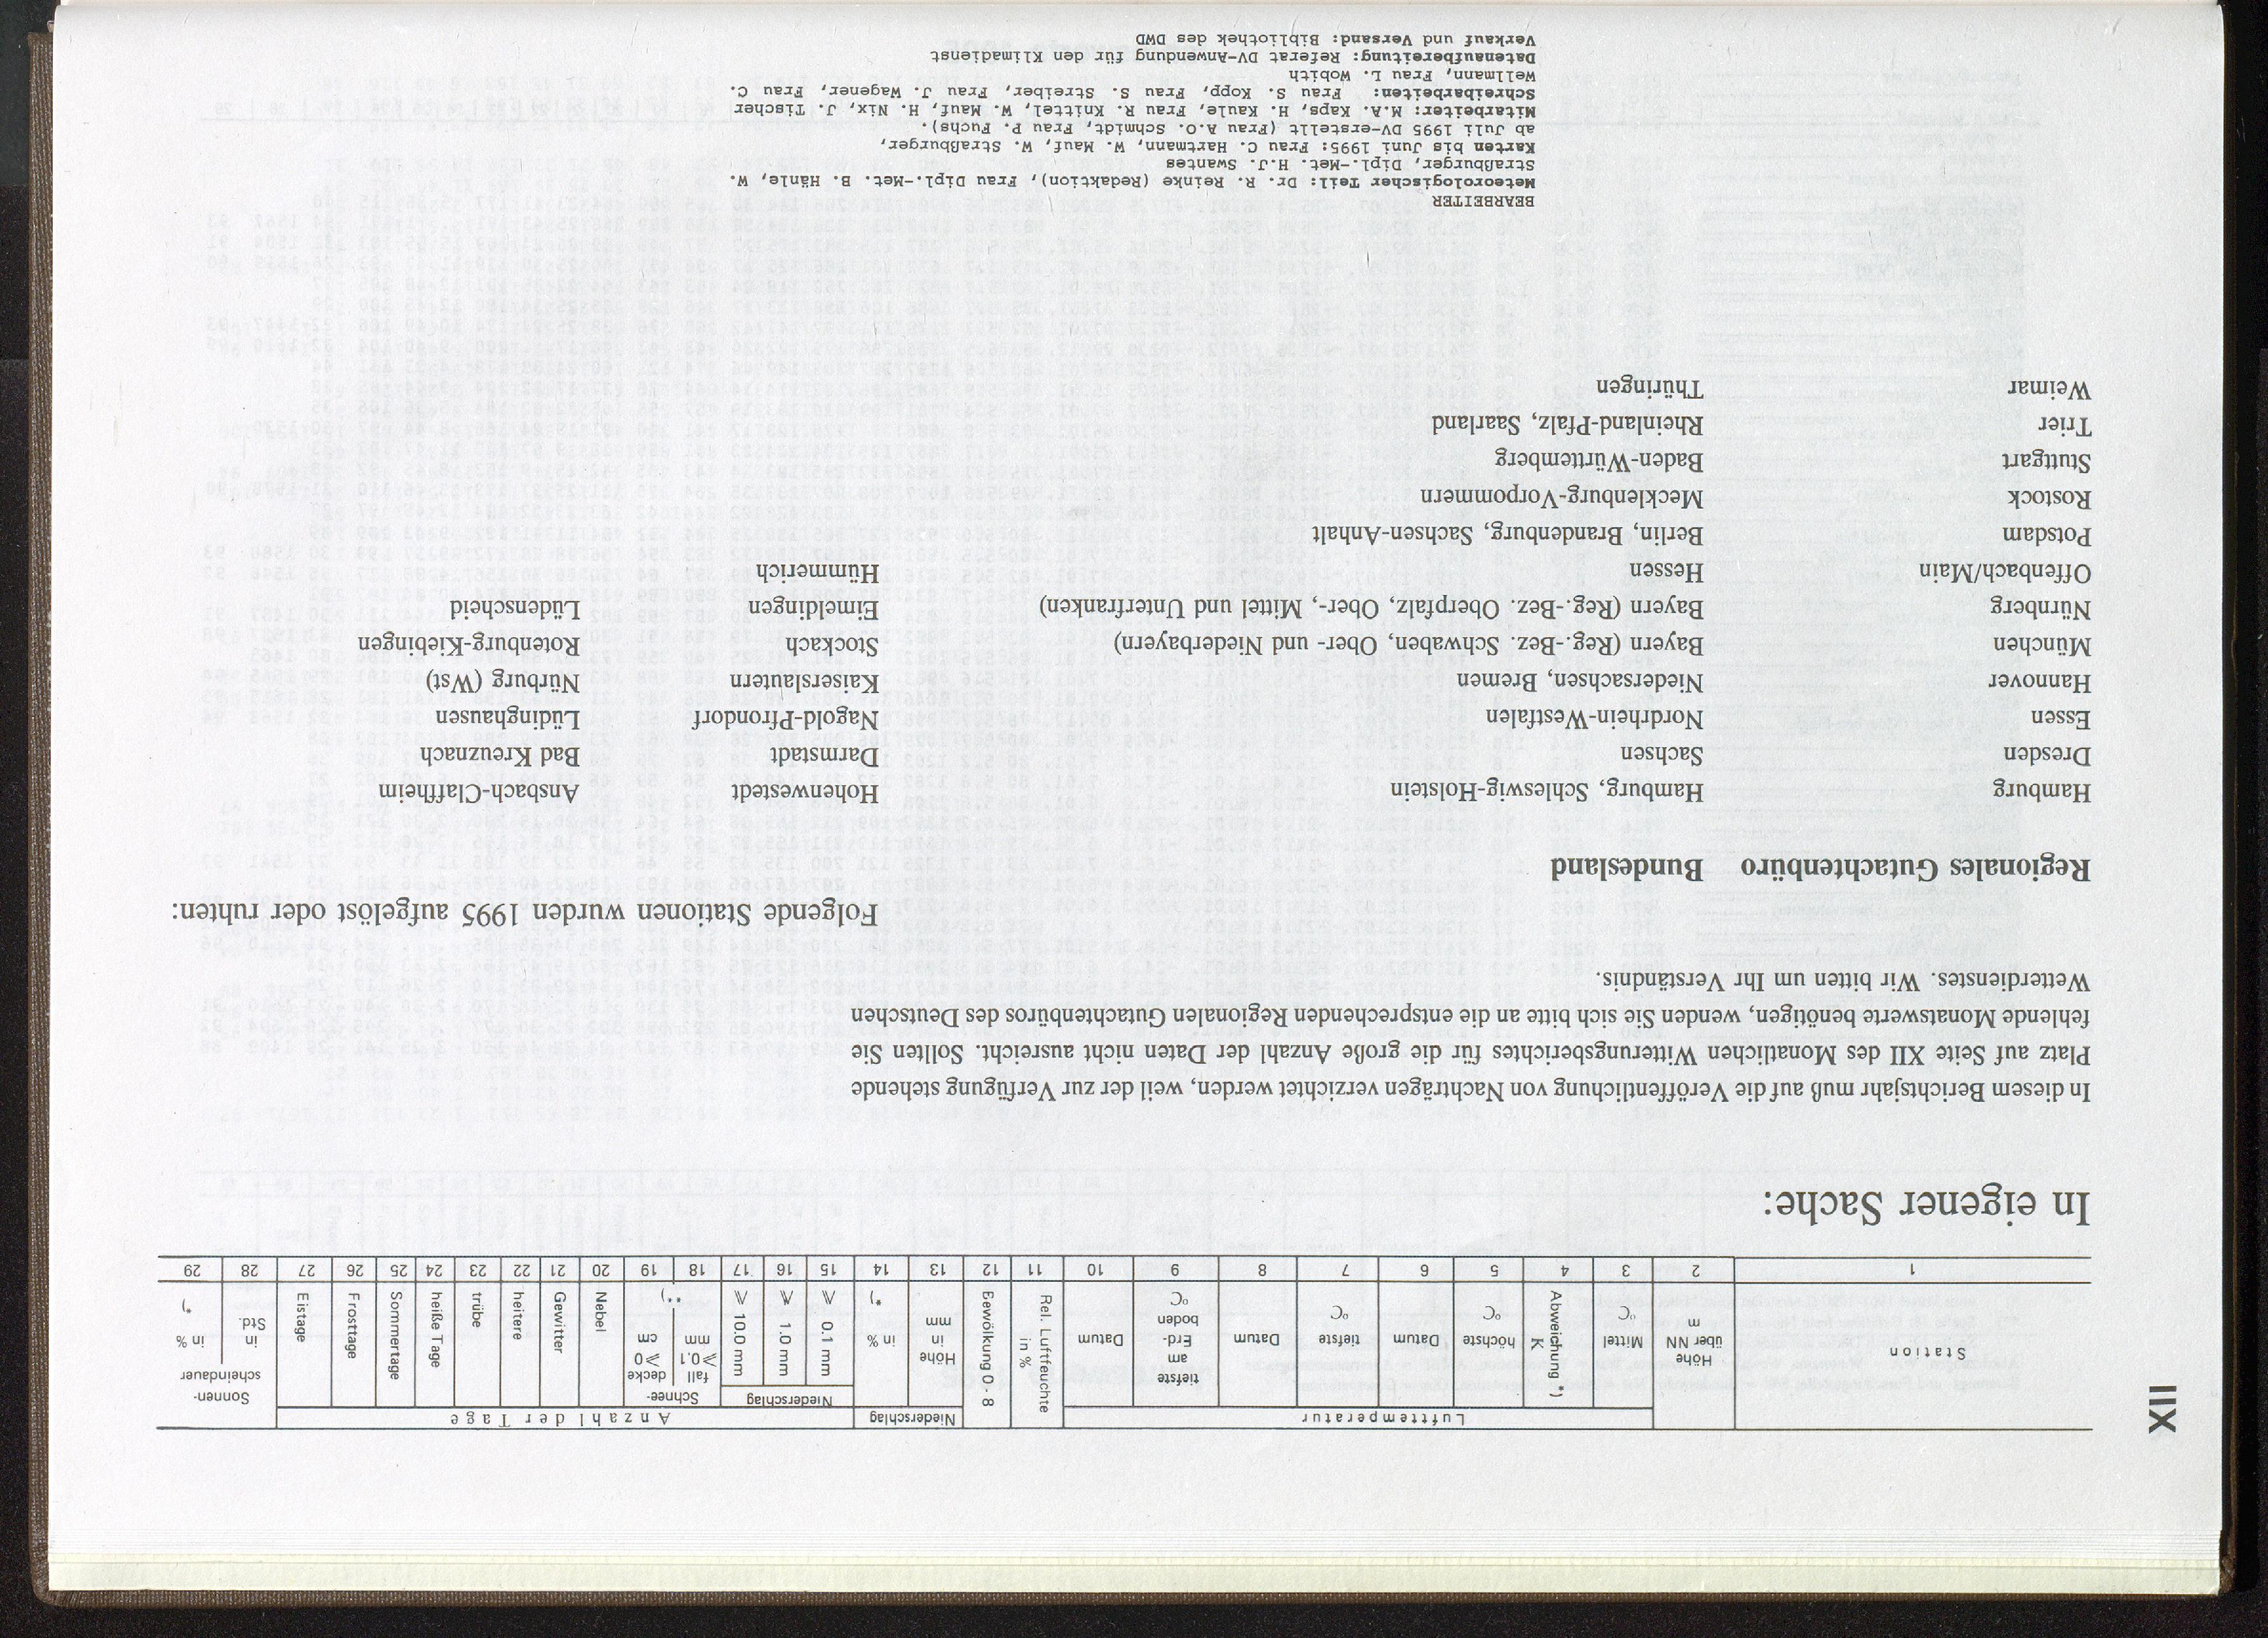 XII
Station
Höhe über NN m
Lufttemperatur
Mittel °C
Abweichung *) K
höchste °C
Datum
tiefste °C
Datum
tiefste am Erd- boden °C
Datum
Rel. Luftfeuchte in %
Bewölkung 0 - 8
Niederschlag
Höhe in mm
in % *)
Anzahl der Tage
Niederschlag
≥ 0.1 mm
≥ 1.0 mm
≥ 10.0 mm
Schnee-
fall ≥0.1 mm
decke ≥0 cm
**)
Nebel
Gewitter
heitere
trübe
heiße Tage
Sommertage
Frosttage
Eistage
Sonnen-
scheindauer
in Std.
in % *)
1 2 3 4 5 6 7 8 9 10 11 12 13 14 15 16 17 18 19 20 21 22 23 24 25 26 27 28 29
In eigener Sache:
In diesem Berichtsjahr muß auf die Veröffentlichung von Nachträgen verzichtet werden, weil der zur Verfügung stehende
Platz auf Seite XII des Monatlichen Witterungsberichtes für die große Anzahl der Daten nicht ausreicht. Sollten Sie
fehlende Monatswerte benötigen, wenden Sie sich bitte an die entsprechenden Regionalen Gutachtenbüros des Deutschen
Wetterdienstes. Wir bitten um Ihr Verständnis.
Folgende Stationen wurden 1995 aufgelöst oder ruhten:
Regionales Gutachtenbüro Bundesland
Hamburg Hamburg, Schleswig-Holstein Hohenwestedt Ansbach-Claffheim
Dresden Sachsen Darmstadt Bad Kreuznach
Essen Nordrhein-Westfalen Nagold-Pfrondorf Lüdinghausen
Hannover Niedersachsen, Bremen Kaiserslautern Nürburg (Wst)
München Bayern (Reg.-Bez. Schwaben, Ober- und Niederbayern) Stockach Rotenburg-Kiebingen
Nürnberg Bayern (Reg.-Bez. Oberpfalz, Ober-, Mittel und Unterfranken) Eimeldingen Lüdenscheid
Offenbach/Main Hessen Hümmerich
Potsdam Berlin, Brandenburg, Sachsen-Anhalt
Rostock Mecklenburg-Vorpommern
Stuttgart Baden-Württemberg
Trier Rheinland-Pfalz, Saarland
Weimar Thüringen
BEARBEITER
Meteorologischer Teil: Dr. R. Reinke (Redaktion), Frau Dipl.-Met. B. Hänle, W.
Straßburger, Dipl.-Met. H.J. Swantes
Karten bis Juni 1995: Frau C. Hartmann, W. Mauf, W. Straßburger,
ab Juli 1995 DV-erstellt (Frau A.O. Schmidt, Frau P. Fuchs).
Mitarbeiter: M.A. Kaps, H. Kaule, Frau R. Knittel, W. Mauf, H. Nix, J. Tischer
Schreibarbeiten: Frau S. Kopp, Frau S. Streiber, Frau J. Wagener, Frau C.
Wellmann, Frau L. Wobith
Datenaufbereitung: Referat DV-Anwendung für den Klimadienst
Verkauf und Versand: Bibliothek des DWD